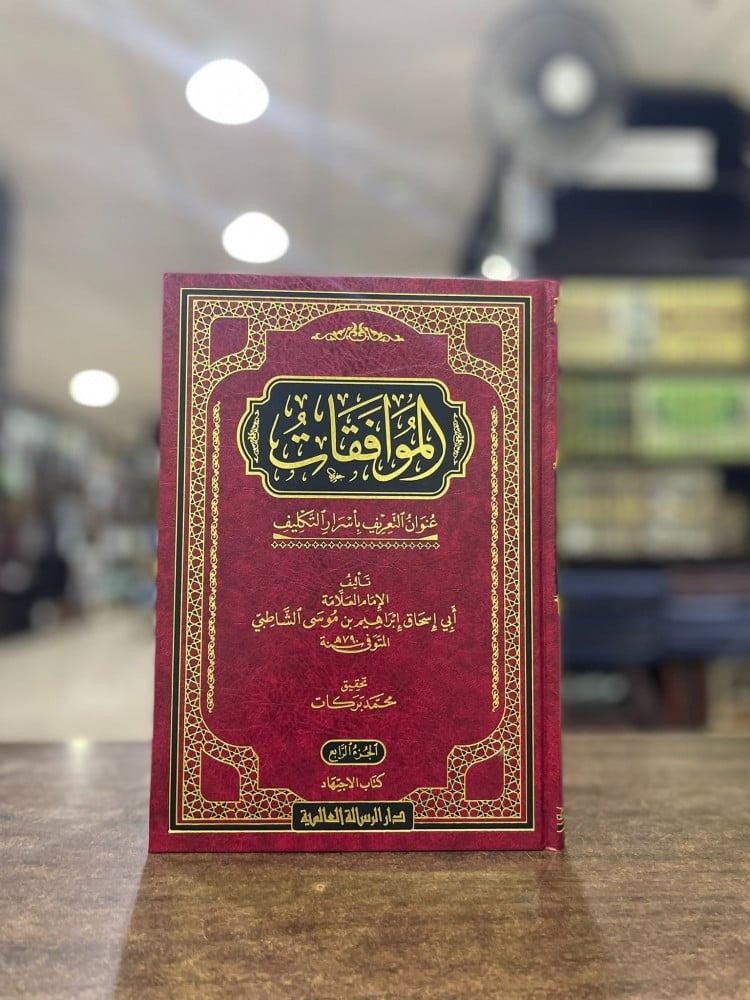 الموافقات
عنوان التعريف بأسرار التكليف
تأليف
الإمام العلامة
أبي إسحاق إبراهيم بن موسى الشاطبي
المتوفى سنة ٧٩٠هـ
تحقيق
محمد بركات
الجزء الرابع
كتاب الاجتهاد
دار الرسالة العالمية